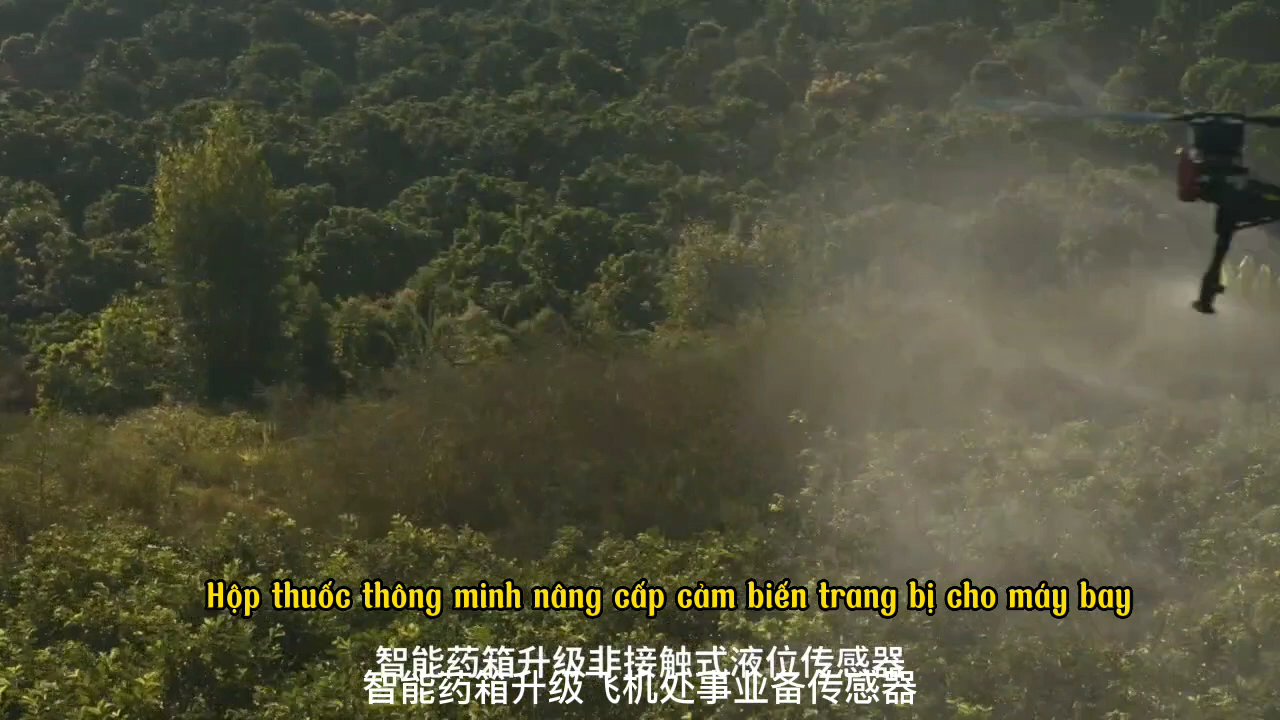 Hộp thuốc thông minh nâng cấp cảm biến trang bị cho máy bay
智能药箱升级非接触式液位传感器
智能药箱升级飞机处事业备传感器